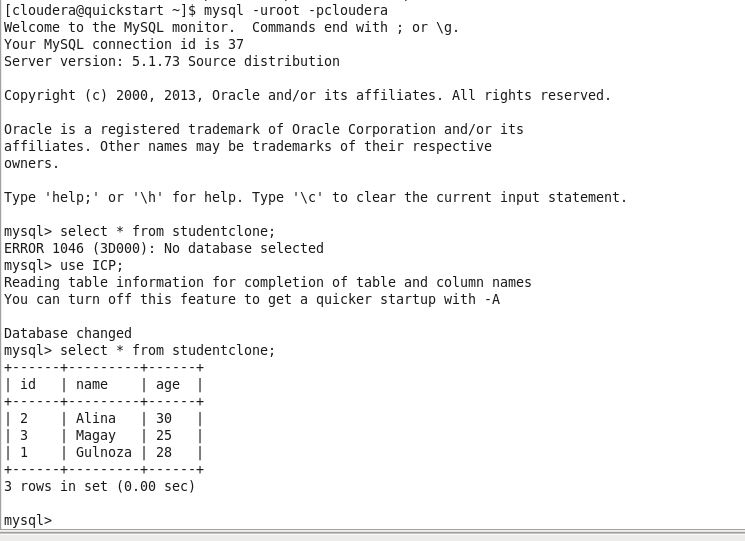 [cloudera@quickstart ~]$ mysql -uroot -pcloudera
Welcome to the MySQL monitor.  Commands end with ; or \g.
Your MySQL connection id is 37
Server version: 5.1.73 Source distribution

Copyright (c) 2000, 2013, Oracle and/or its affiliates. All rights reserved.

Oracle is a registered trademark of Oracle Corporation and/or its
affiliates. Other names may be trademarks of their respective
owners.

Type 'help;' or '\h' for help. Type '\c' to clear the current input statement.

mysql> select * from studentclone;
ERROR 1046 (3D000): No database selected
mysql> use ICP;
Reading table information for completion of table and column names
You can turn off this feature to get a quicker startup with -A

Database changed
mysql> select * from studentclone;
+------+---------+------+
| id   | name    | age  |
+------+---------+------+
| 2    | Alina   | 30   |
| 3    | Magay   | 25   |
| 1    | Gulnoza | 28   |
+------+---------+------+
3 rows in set (0.00 sec)

mysql>